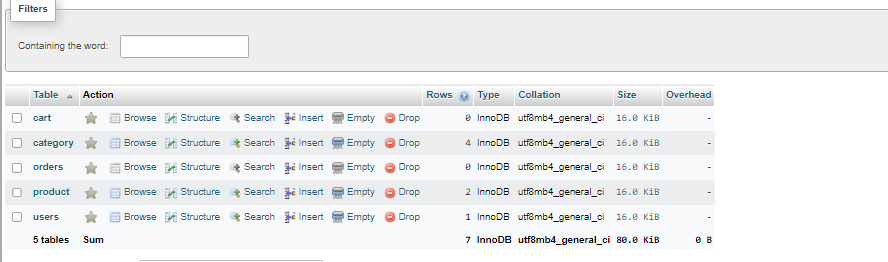 Filters
Containing the word:
Table Action Rows Type Collation Size Overhead
cart Browse Structure Search Insert Empty Drop 0 InnoDB utf8mb4_general_ci 16.0 KiB -
category Browse Structure Search Insert Empty Drop 4 InnoDB utf8mb4_general_ci 16.0 KiB -
orders Browse Structure Search Insert Empty Drop 0 InnoDB utf8mb4_general_ci 16.0 KiB -
product Browse Structure Search Insert Empty Drop 2 InnoDB utf8mb4_general_ci 16.0 KiB -
users Browse Structure Search Insert Empty Drop 1 InnoDB utf8mb4_general_ci 16.0 KiB -
5 tables Sum 7 InnoDB utf8mb4_general_ci 80.0 KiB 0 B